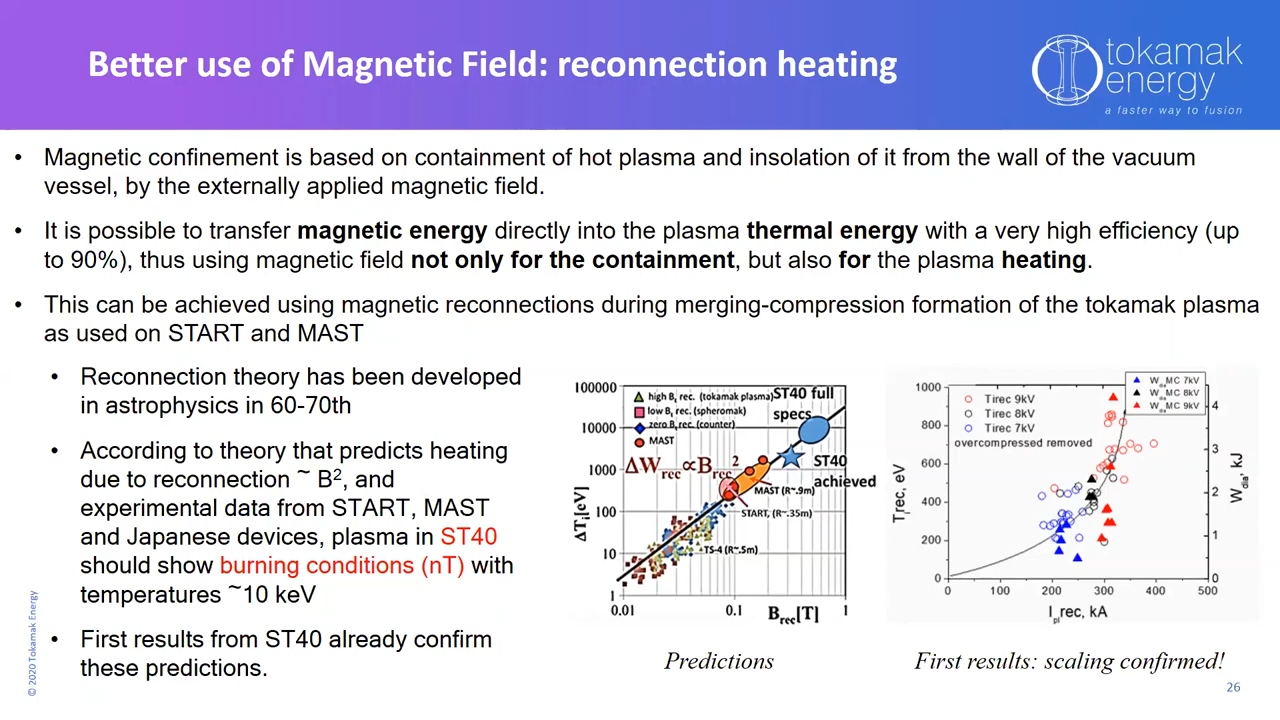 Better use of Magnetic Field: reconnection heating
tokamak
energy
a faster way to fusion
• Magnetic confinement is based on containment of hot plasma and insolation of it from the wall of the vacuum
vessel, by the externally applied magnetic field.
• It is possible to transfer magnetic energy directly into the plasma thermal energy with a very high efficiency (up
to 90%), thus using magnetic field not only for the containment, but also for the plasma heating.
• This can be achieved using magnetic reconnections during merging-compression formation of the tokamak plasma
as used on START and MAST
• Reconnection theory has been developed
in astrophysics in 60-70th
• According to theory that predicts heating
due to reconnection ~ B², and
experimental data from START, MAST
and Japanese devices, plasma in ST40
should show burning conditions (nT) with
temperatures ~10 keV
• First results from ST40 already confirm
these predictions.
100000
10000
1000
100
10
1
ΔTi[eV]
high Bt rec. (tokamak plasma)
low Bt rec. (spheromak)
zero Bt rec. (counter)
MAST
ΔWrec∝Brec²
ST40 full
specs
ST40
achieved
MAST (R~.9m)
START, (R~.35m)
TS-4 (R~.5m)
0.01
0.1
1
Brec[T]
Predictions
1000
800
600
400
200
0
Tirec, eV
Tirec 9kV
Tirec 8kV
Tirec 7kV
overcompressed removed
Wdia MC 7kV
Wdia MC 8kV
Wdia MC 9kV
4
3
2
1
0
Wdia, kJ
0
100
200
300
400
500
Iplrec, kA
First results: scaling confirmed!
© 2020 Tokamak Energy
26